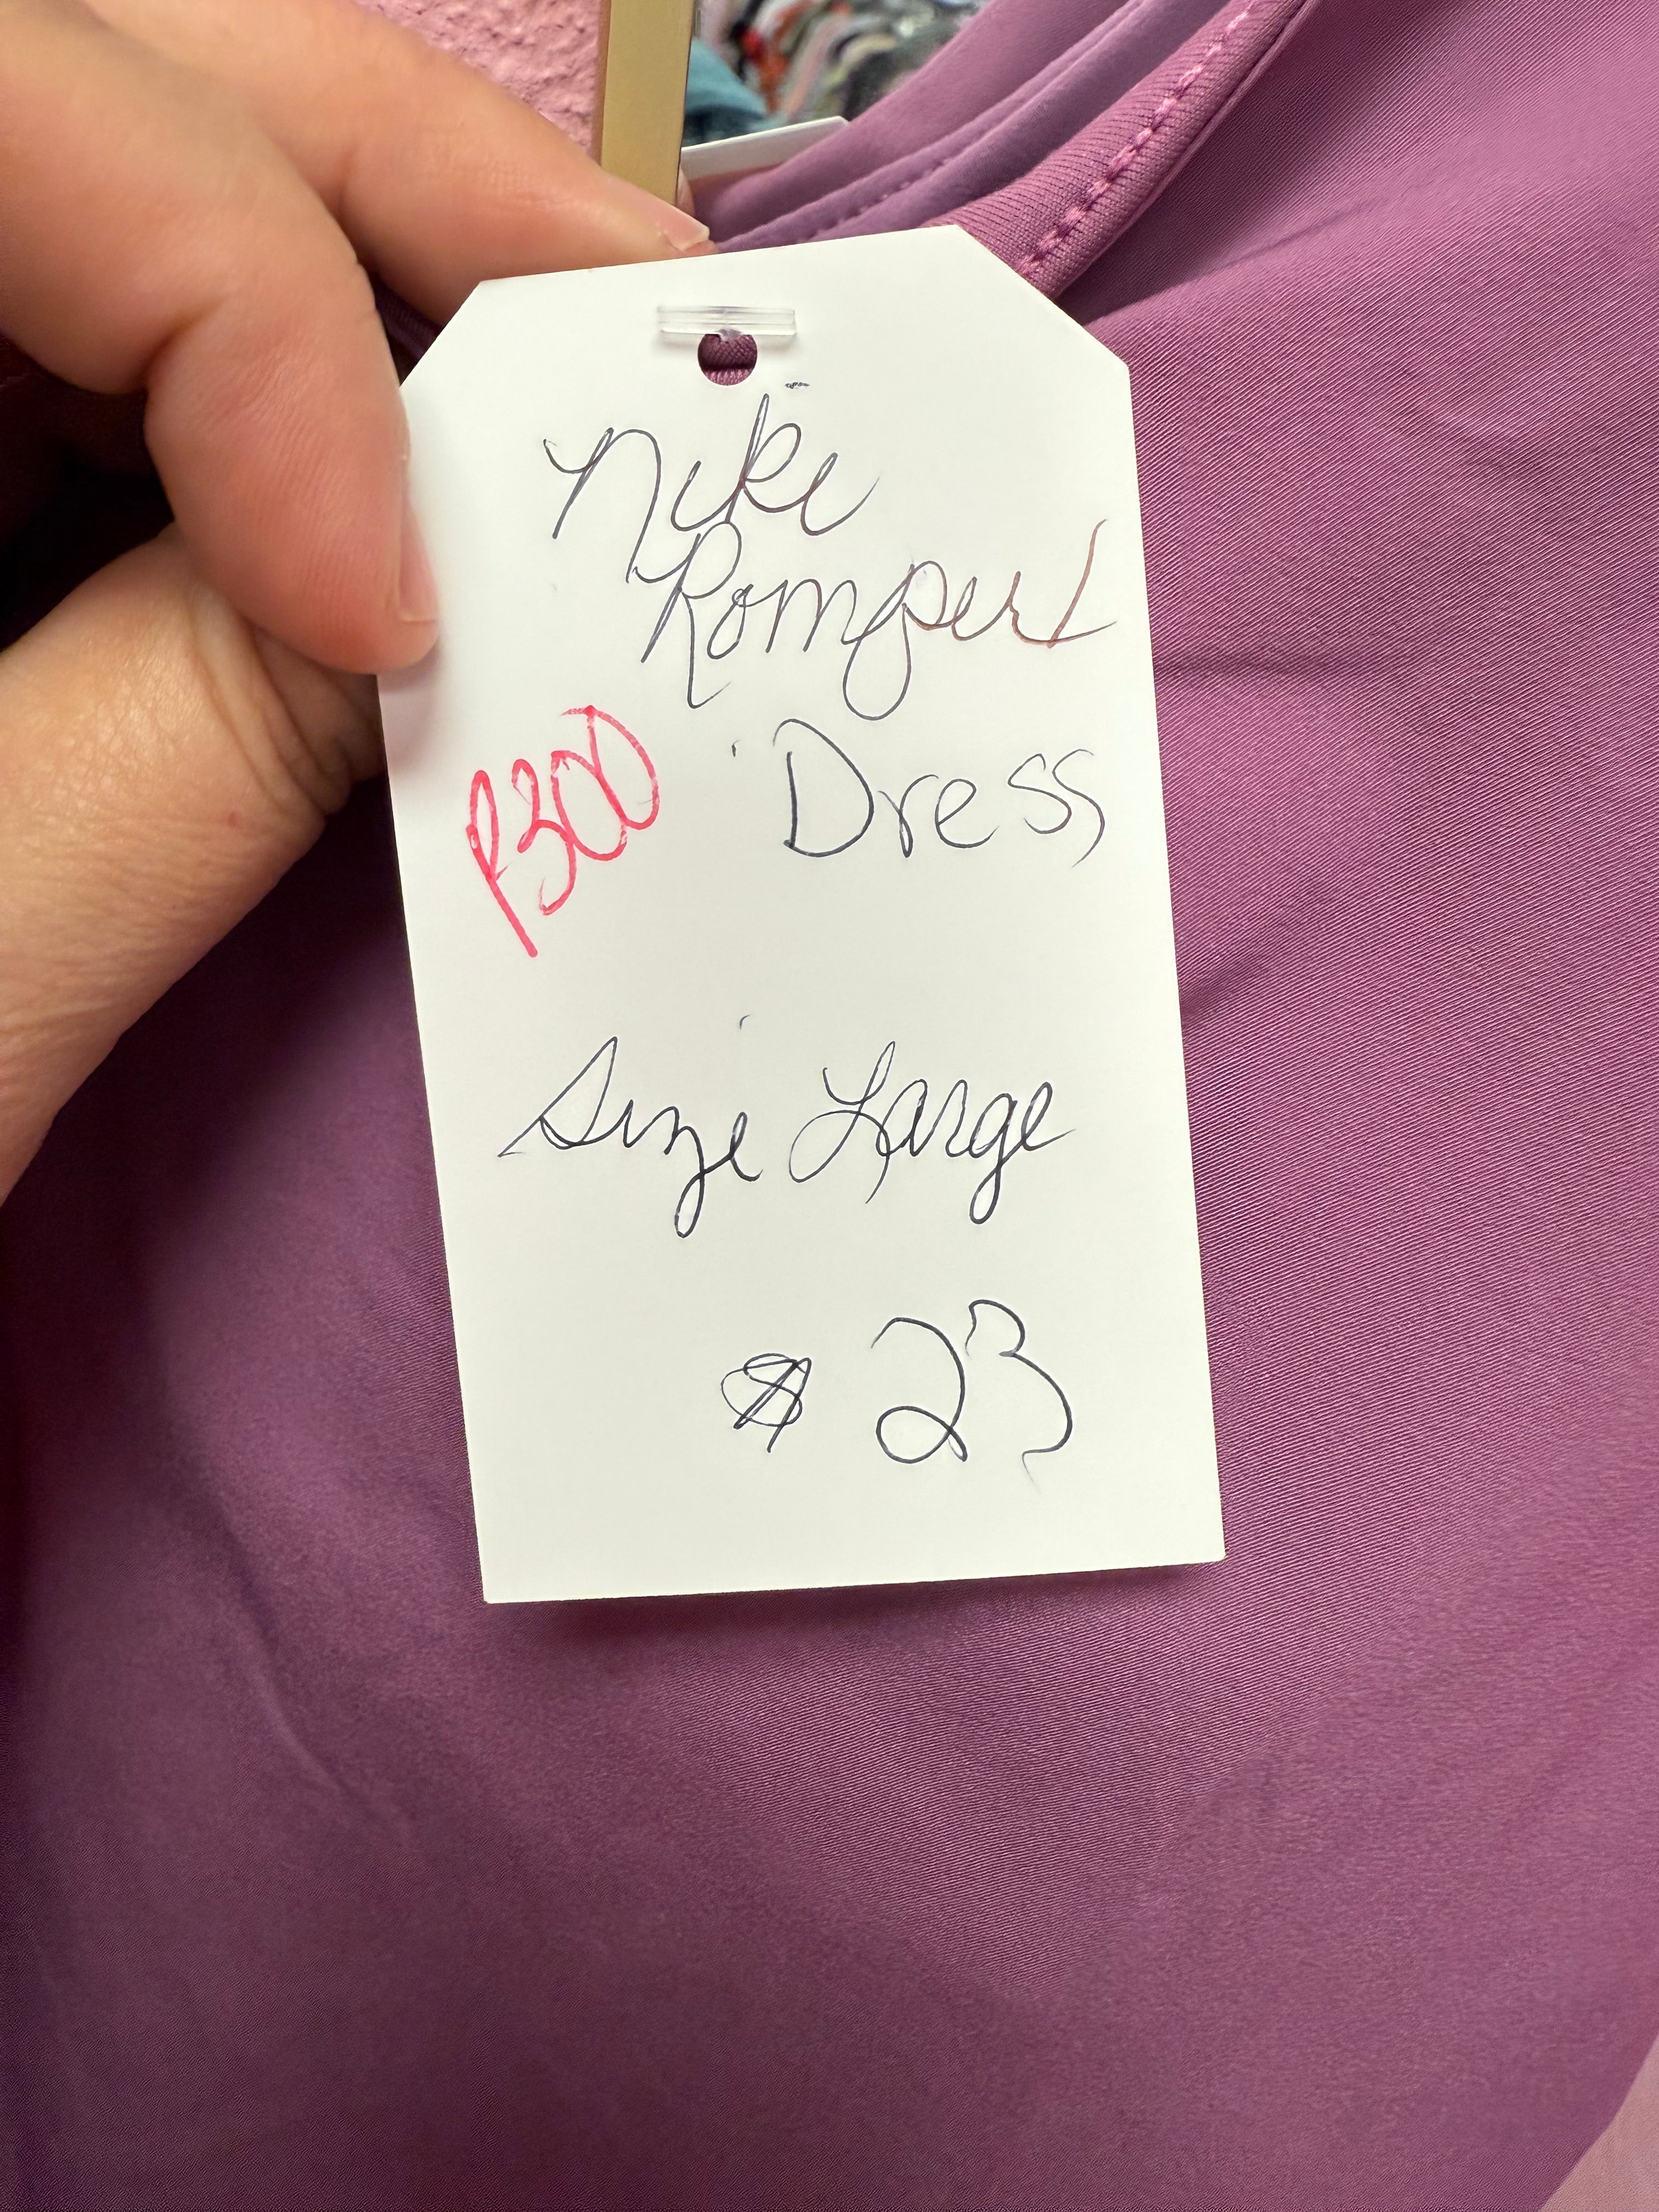 Nike
Romper/
P300 Dress
Size Large
$ 23